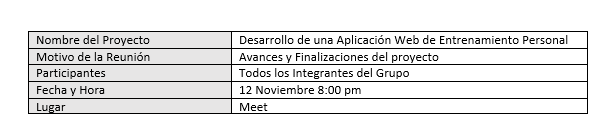 Nombre del Proyecto Desarrollo de una Aplicación Web de Entrenamiento Personal
Motivo de la Reunión Avances y Finalizaciones del proyecto
Participantes Todos los Integrantes del Grupo
Fecha y Hora 12 Noviembre 8:00 pm
Lugar Meet